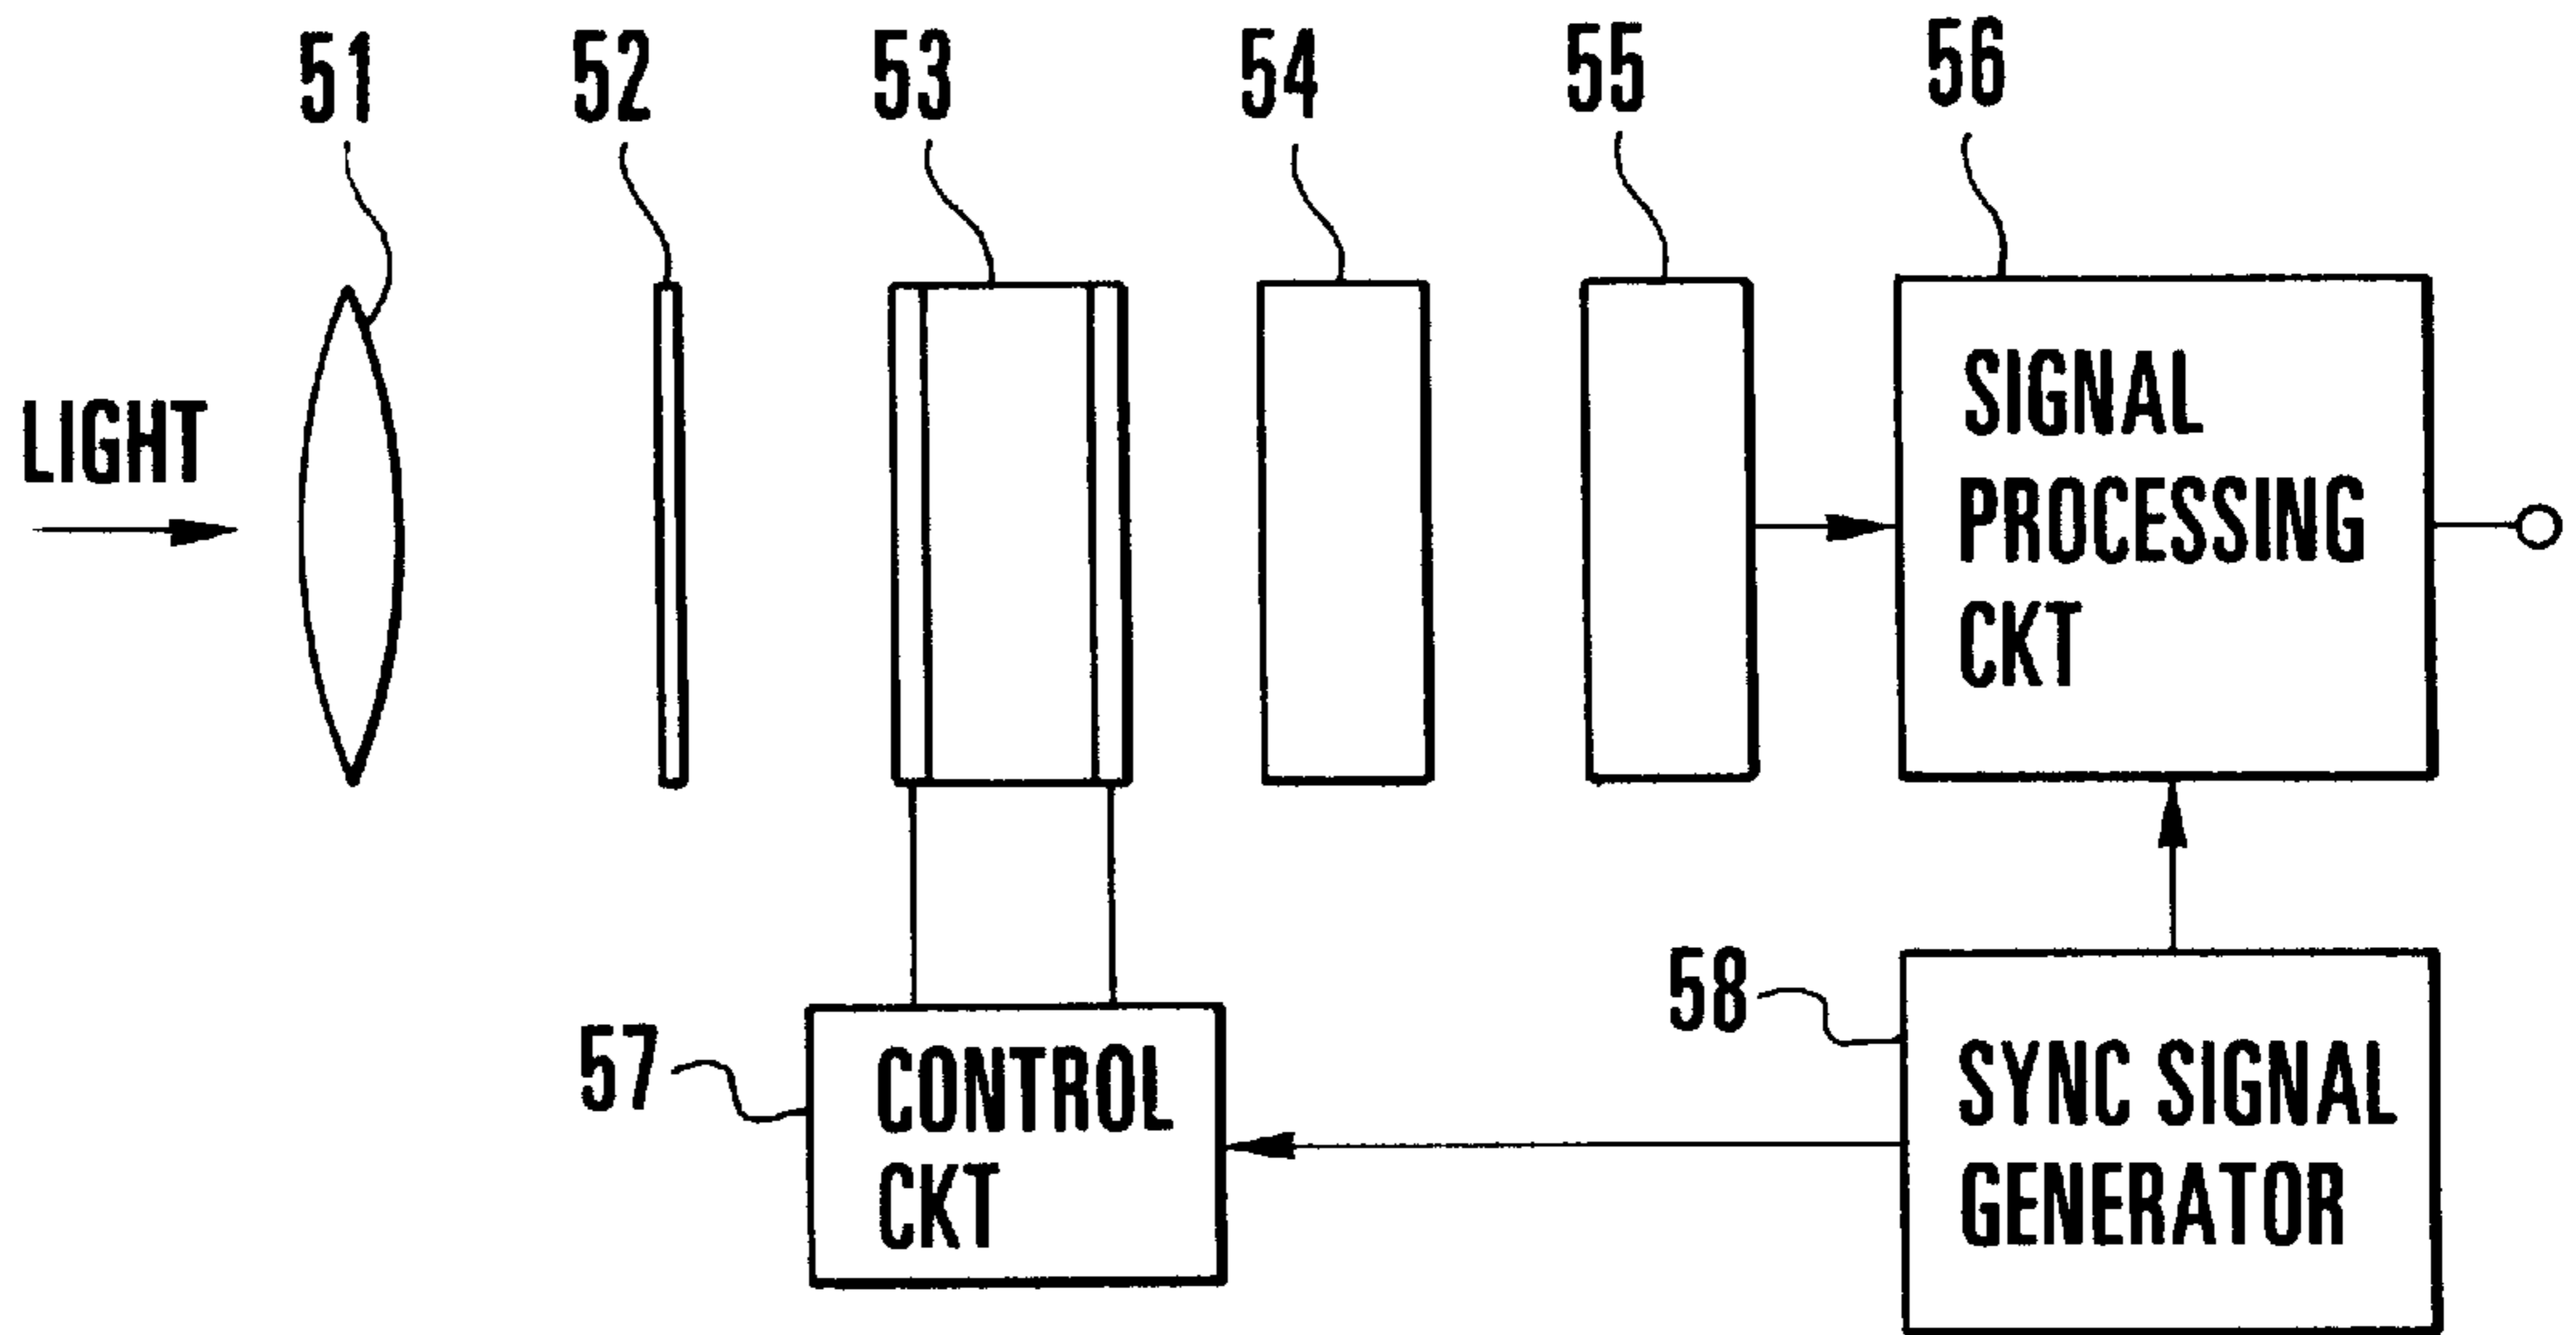 51
52
53
54
55
56
LIGHT
SIGNAL
PROCESSING
CKT
57
CONTROL
CKT
58
SYNC SIGNAL
GENERATOR